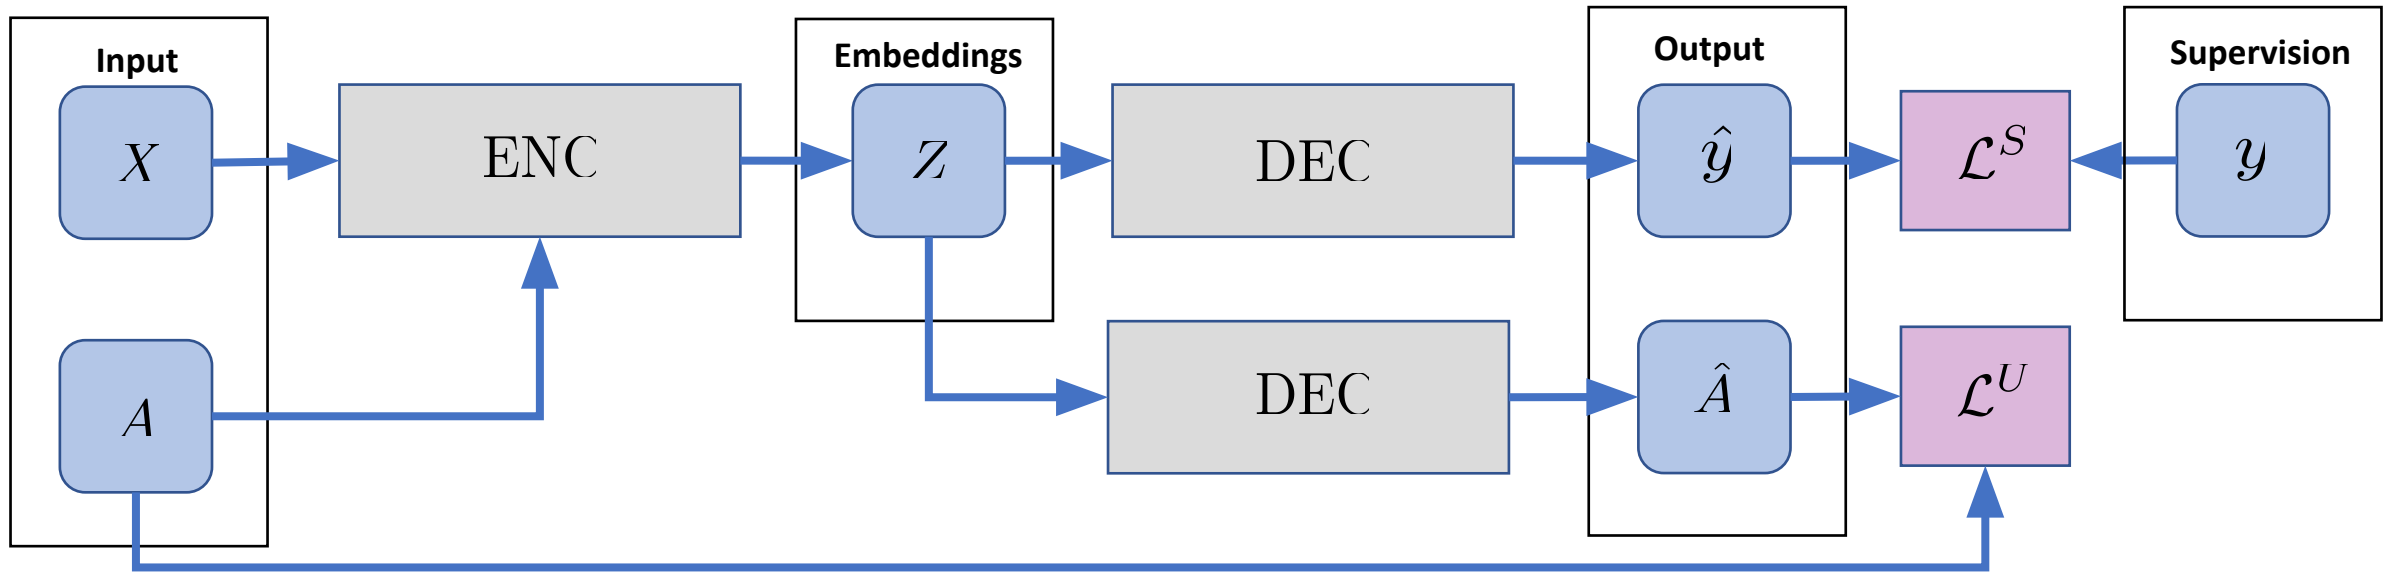 Input
Embeddings
Output
Supervision
X
ENC
Z
DEC
ŷ
ℒ^S
y
A
DEC
Â
ℒ^U